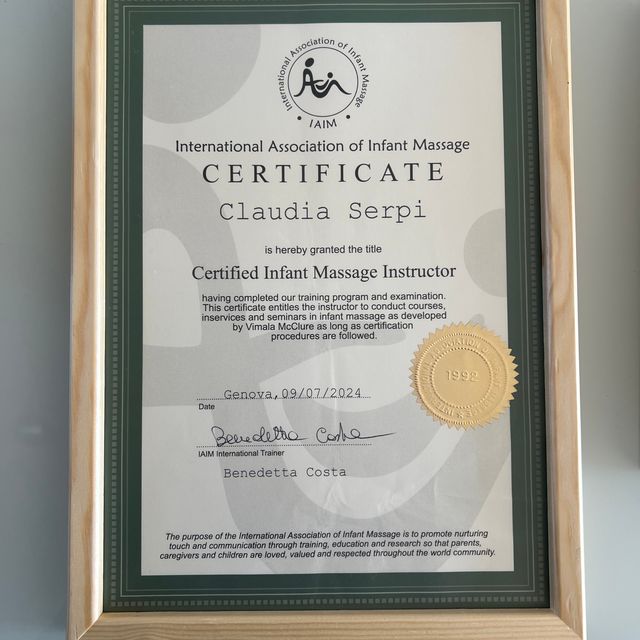 International Association of Infant Massage
• IAIM •
International Association of Infant Massage
CERTIFICATE
Claudia Serpi
is hereby granted the title
Certified Infant Massage Instructor
having completed our training program and examination.
This certificate entitles the instructor to conduct courses,
inservices and seminars in infant massage as developed
by Vimala McClure as long as certification
procedures are followed.
1992
Genova,09/07/2024
Date
Benedetta Costa
IAIM International Trainer
Benedetta Costa
The purpose of the International Association of Infant Massage is to promote nurturing
touch and communication through training, education and research so that parents,
caregivers and children are loved, valued and respected throughout the world community.